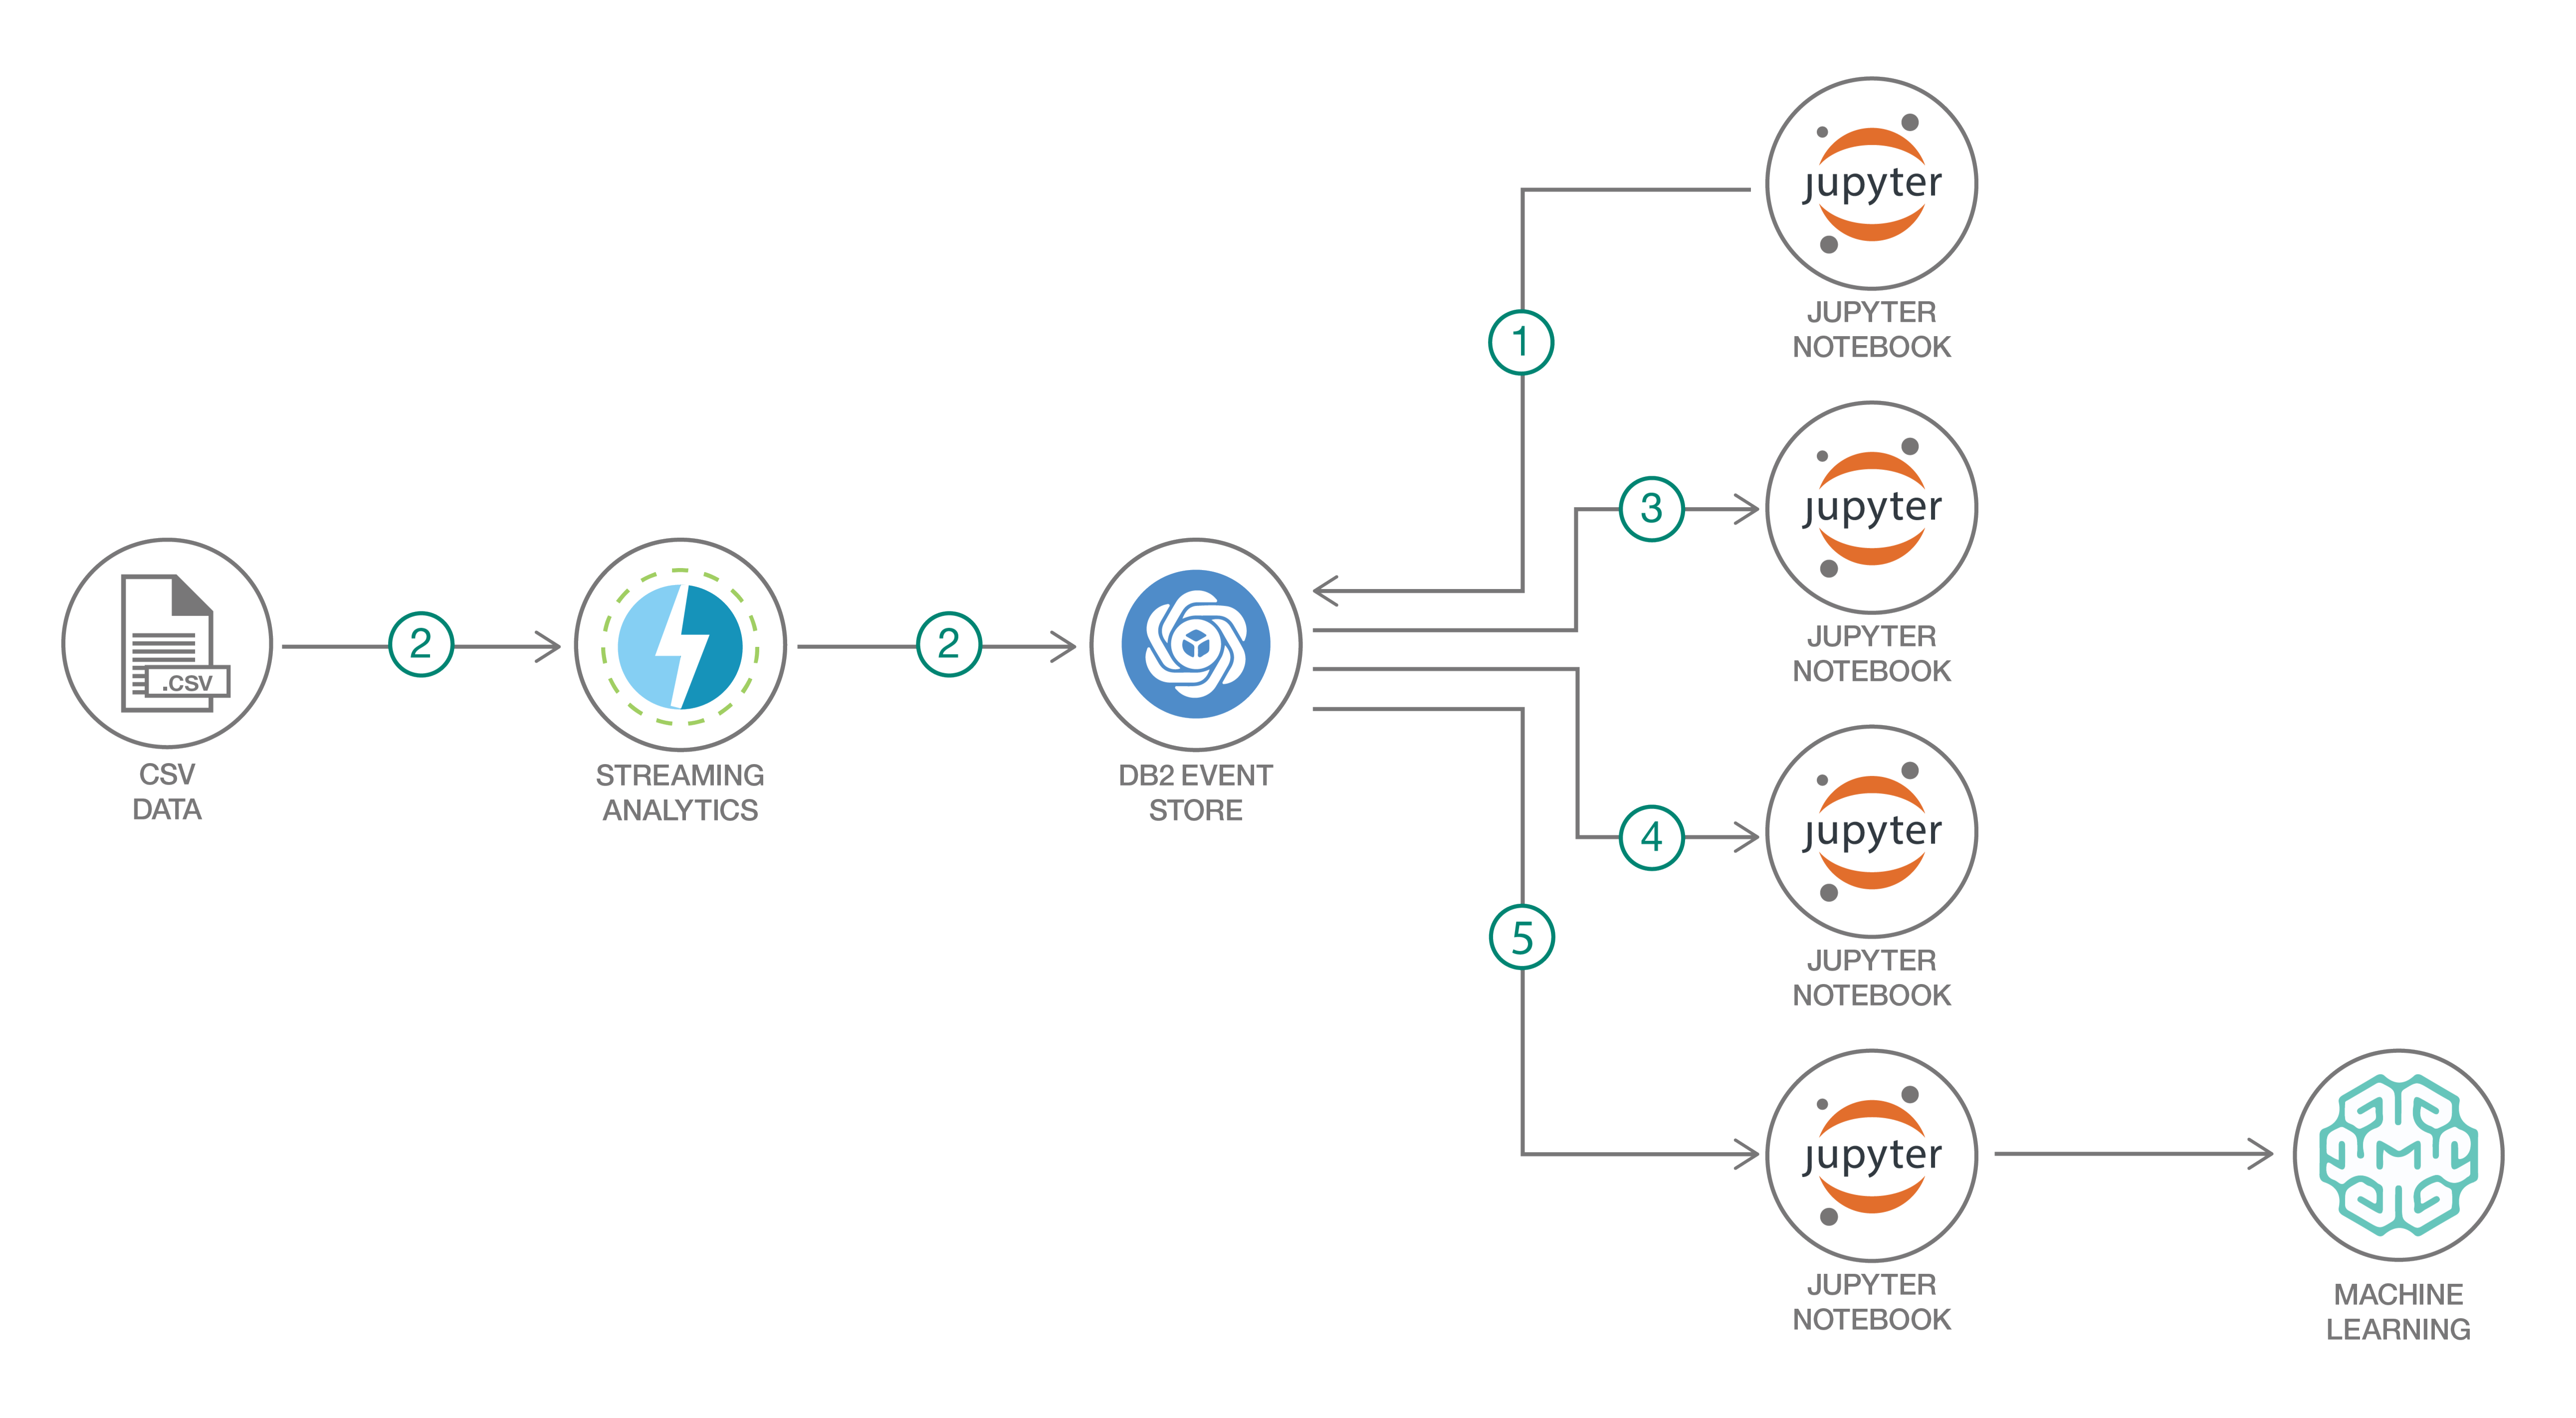 jupyter
JUPYTER
NOTEBOOK
1
jupyter
3
JUPYTER
NOTEBOOK
.CSV
CSV
DATA
2
STREAMING
ANALYTICS
2
DB2 EVENT
STORE
jupyter
4
JUPYTER
NOTEBOOK
5
jupyter
JUPYTER
NOTEBOOK
MACHINE
LEARNING